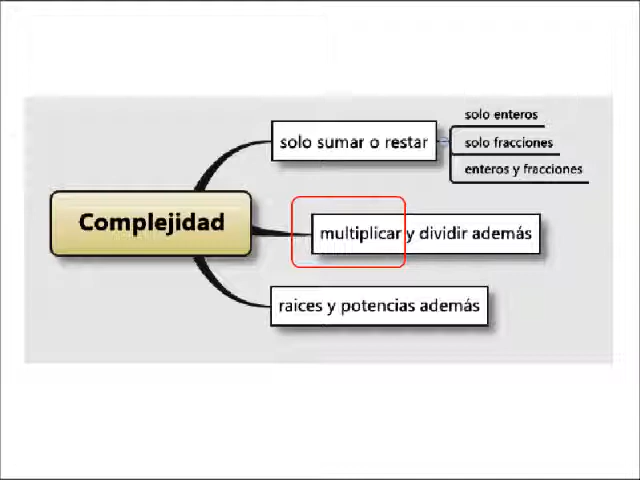 solo enteros
solo sumar o restar
solo fracciones
enteros y fracciones
Complejidad
multiplicar y dividir además
raices y potencias además